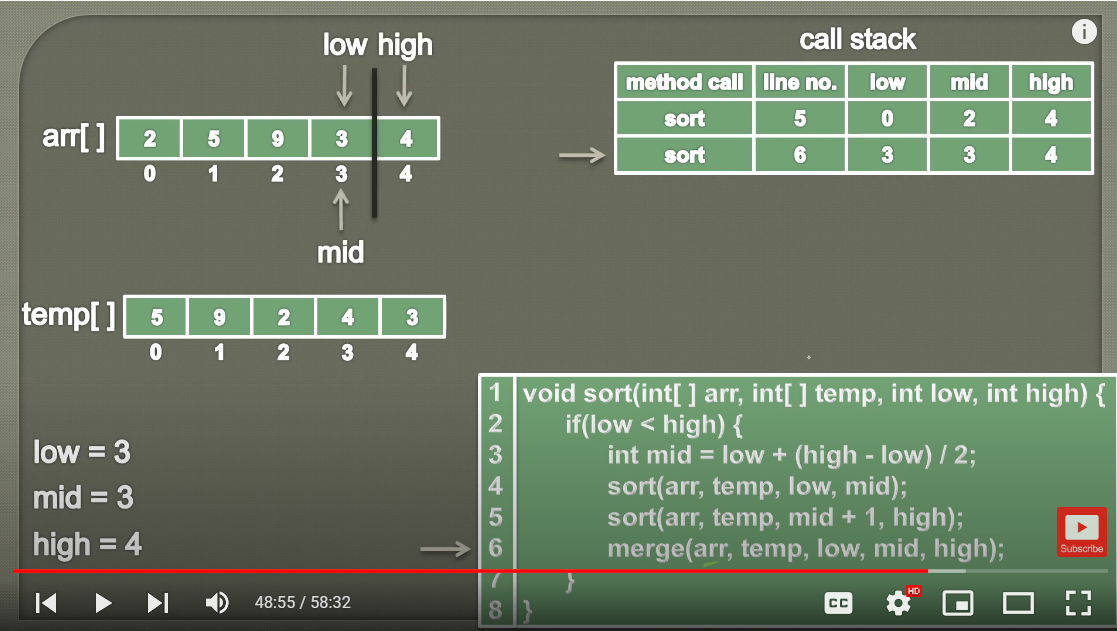 low high
call stack
i
method call line no. low mid high
arr[ ] 2 5 9 3 4
sort 5 0 2 4
sort 6 3 3 4
0 1 2 3 4
mid
temp[ ] 5 9 2 4 3
0 1 2 3 4
1 void sort(int[ ] arr, int[ ] temp, int low, int high) {
2 if(low < high) {
low = 3
3 int mid = low + (high - low) / 2;
4 sort(arr, temp, low, mid);
mid = 3
5 sort(arr, temp, mid + 1, high);
high = 4
6 merge(arr, temp, low, mid, high);
Subscribe
7 }
48:55 / 58:32
CC
HD
8 }